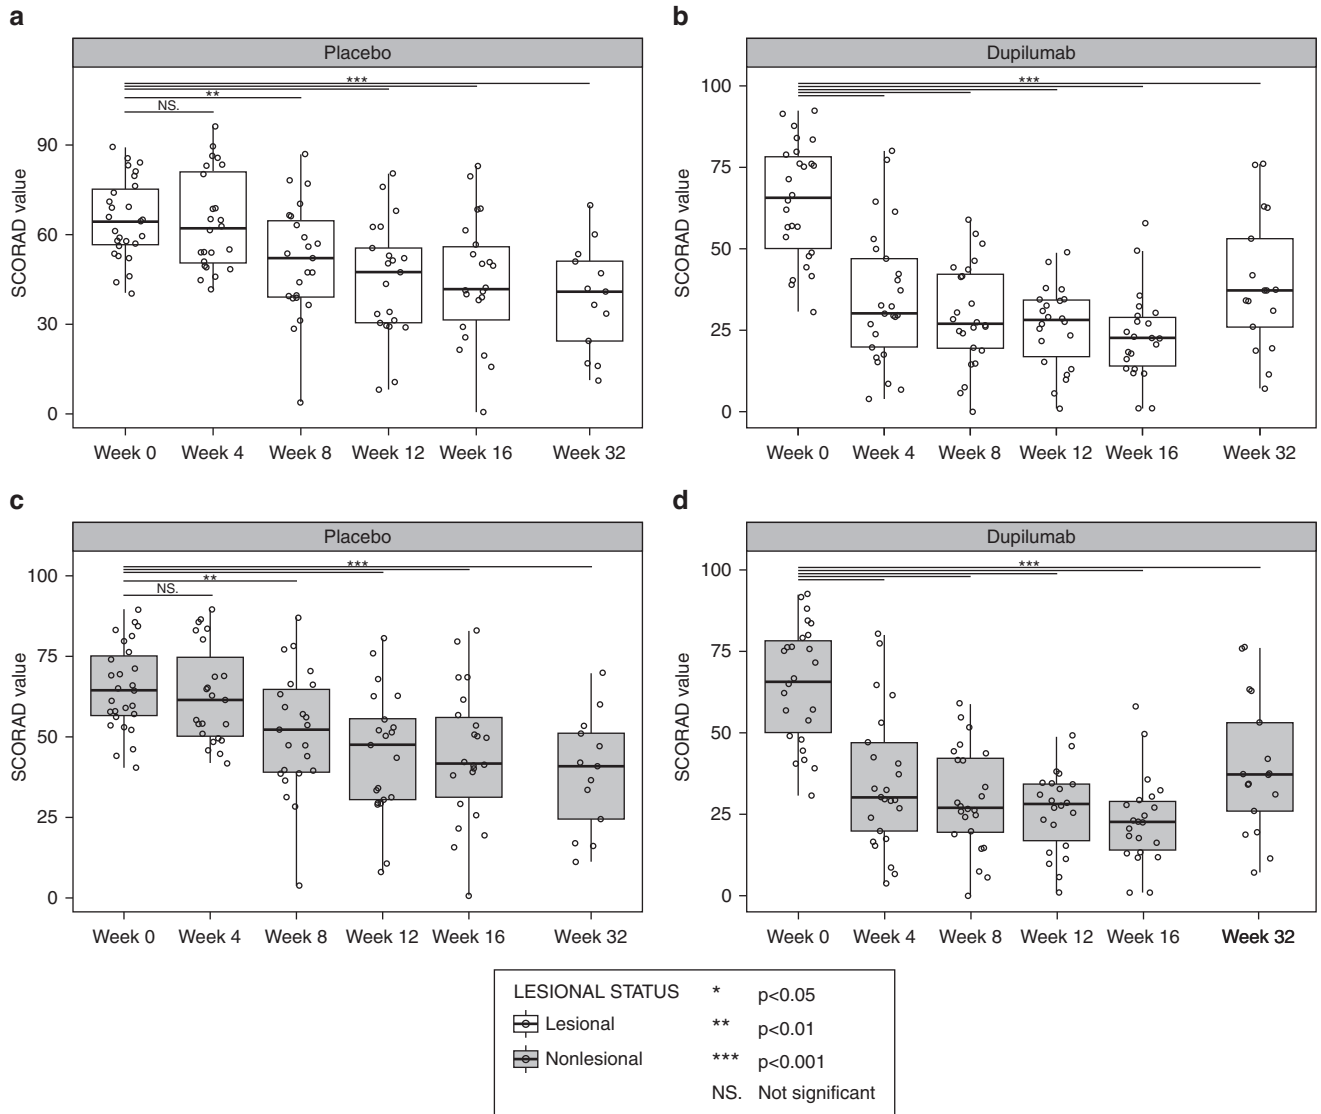 a
Placebo
SCORAD value
90
60
30
0
NS.
**
***
Week 0 Week 4 Week 8 Week 12 Week 16 Week 32
b
Dupilumab
SCORAD value
100
75
50
25
0
***
Week 0 Week 4 Week 8 Week 12 Week 16 Week 32
c
Placebo
SCORAD value
100
75
50
25
0
NS.
**
***
Week 0 Week 4 Week 8 Week 12 Week 16 Week 32
d
Dupilumab
SCORAD value
100
75
50
25
0
***
Week 0 Week 4 Week 8 Week 12 Week 16 Week 32
LESIONAL STATUS
Lesional
Nonlesional
* p<0.05
** p<0.01
*** p<0.001
NS. Not significant